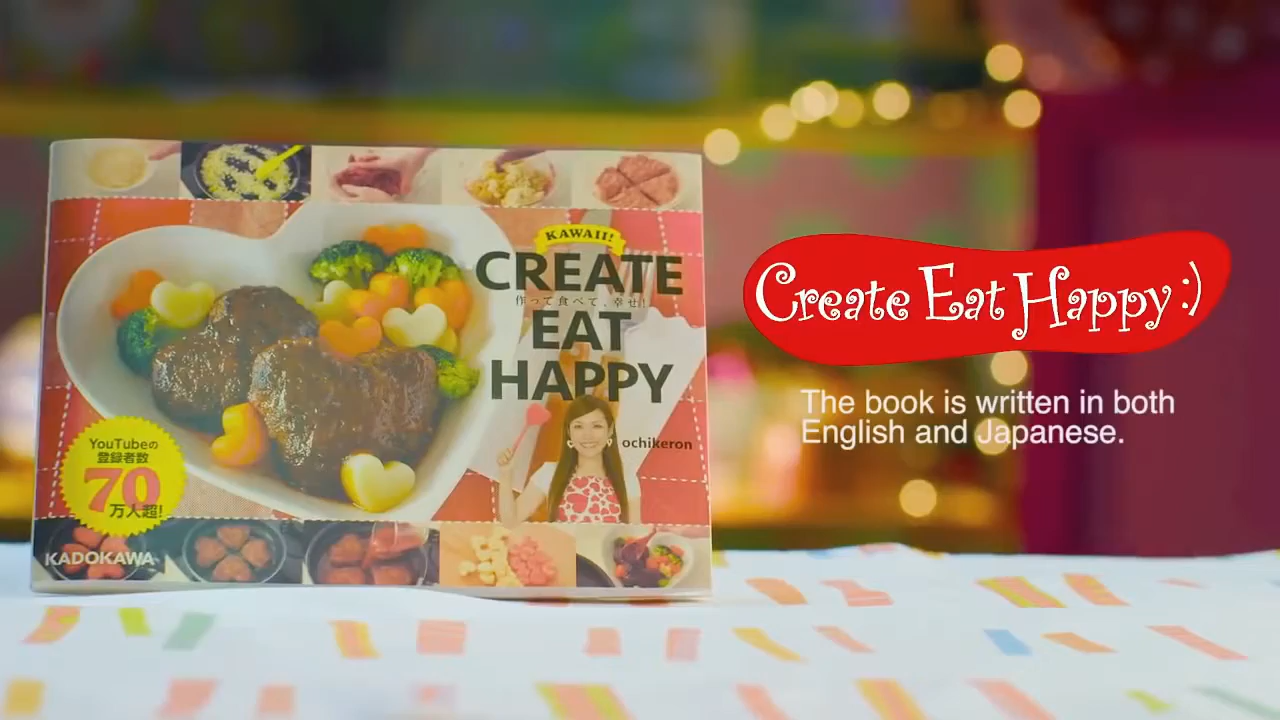 KAWAII!
CREATE
作って食べて、幸せ!
EAT
HAPPY
ochikeron
YouTubeの
登録者数
70
万人超!
KADOKAWA
Create Eat Happy :)
The book is written in both
English and Japanese.